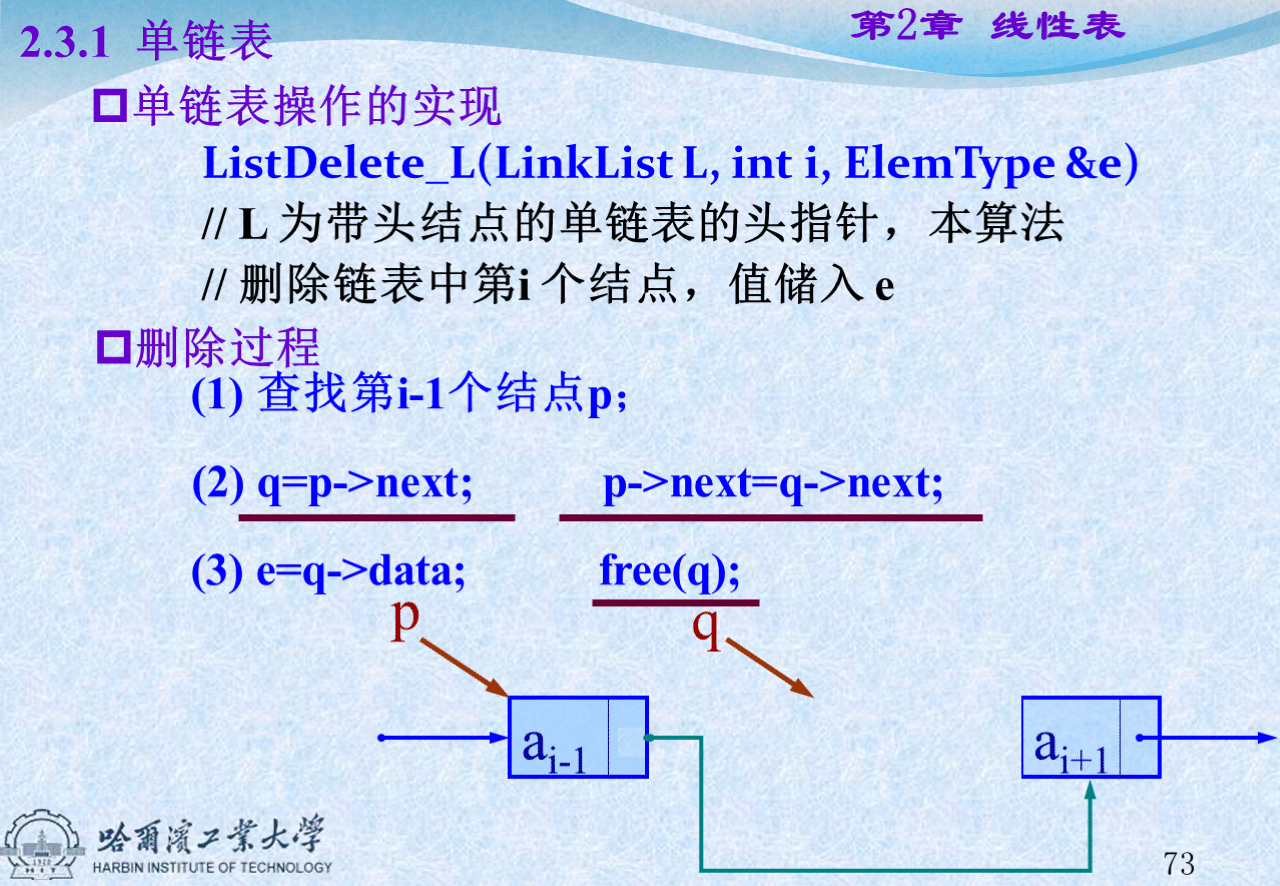 2.3.1 单链表
第2章 线性表
单链表操作的实现
ListDelete_L(LinkList L, int i, ElemType &e)
// L 为带头结点的单链表的头指针，本算法
// 删除链表中第i 个结点，值储入 e
删除过程
(1) 查找第i-1个结点p；
(2) q=p->next; p->next=q->next;
(3) e=q->data; free(q);
p q
ai-1 ai+1
哈爾濱工業大學
HARBIN INSTITUTE OF TECHNOLOGY
1920
HIT
73